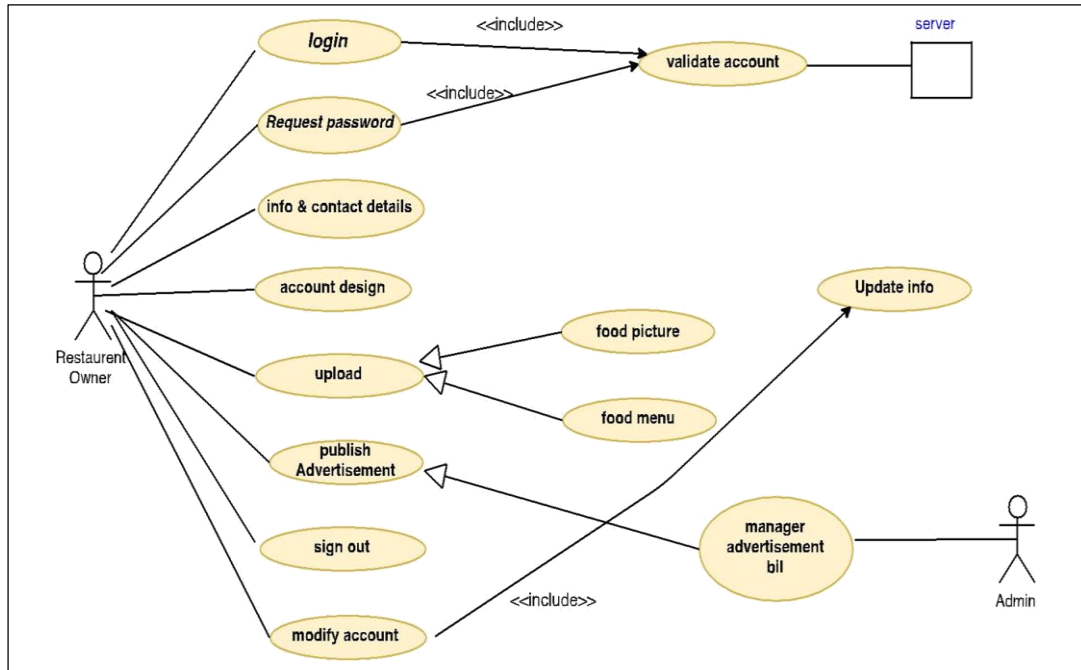 login
<<include>>
validate account
server
<<include>>
Request password
info & contact details
account design
Update info
Restaurent
Owner
food picture
upload
food menu
publish
Advertisement
manager
advertisement
bil
sign out
<<include>>
modify account
Admin